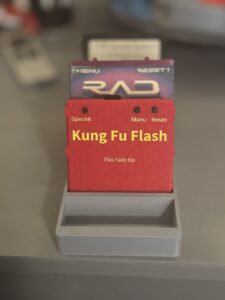 ↑MENU RESET↑
RAD
Special Menu Reset
Kung Fu Flash
This Side Up